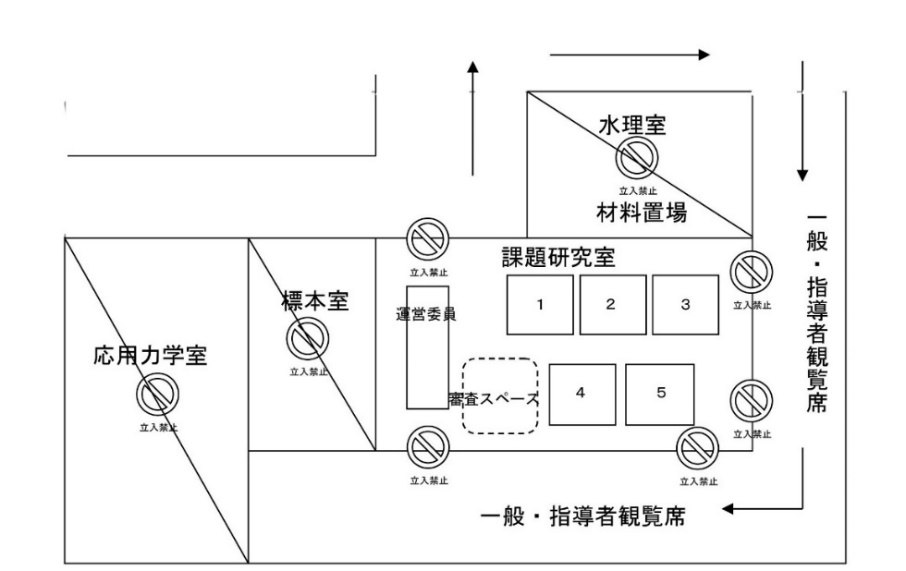 水理室
立入禁止
材料置場
立入禁止
課題研究室
立入禁止
1
2
3
運営委員
標本室
立入禁止
応用力学室
立入禁止
審査スペース
4
5
立入禁止
立入禁止
立入禁止
一般・指導者観覧席
一般・指導者観覧席